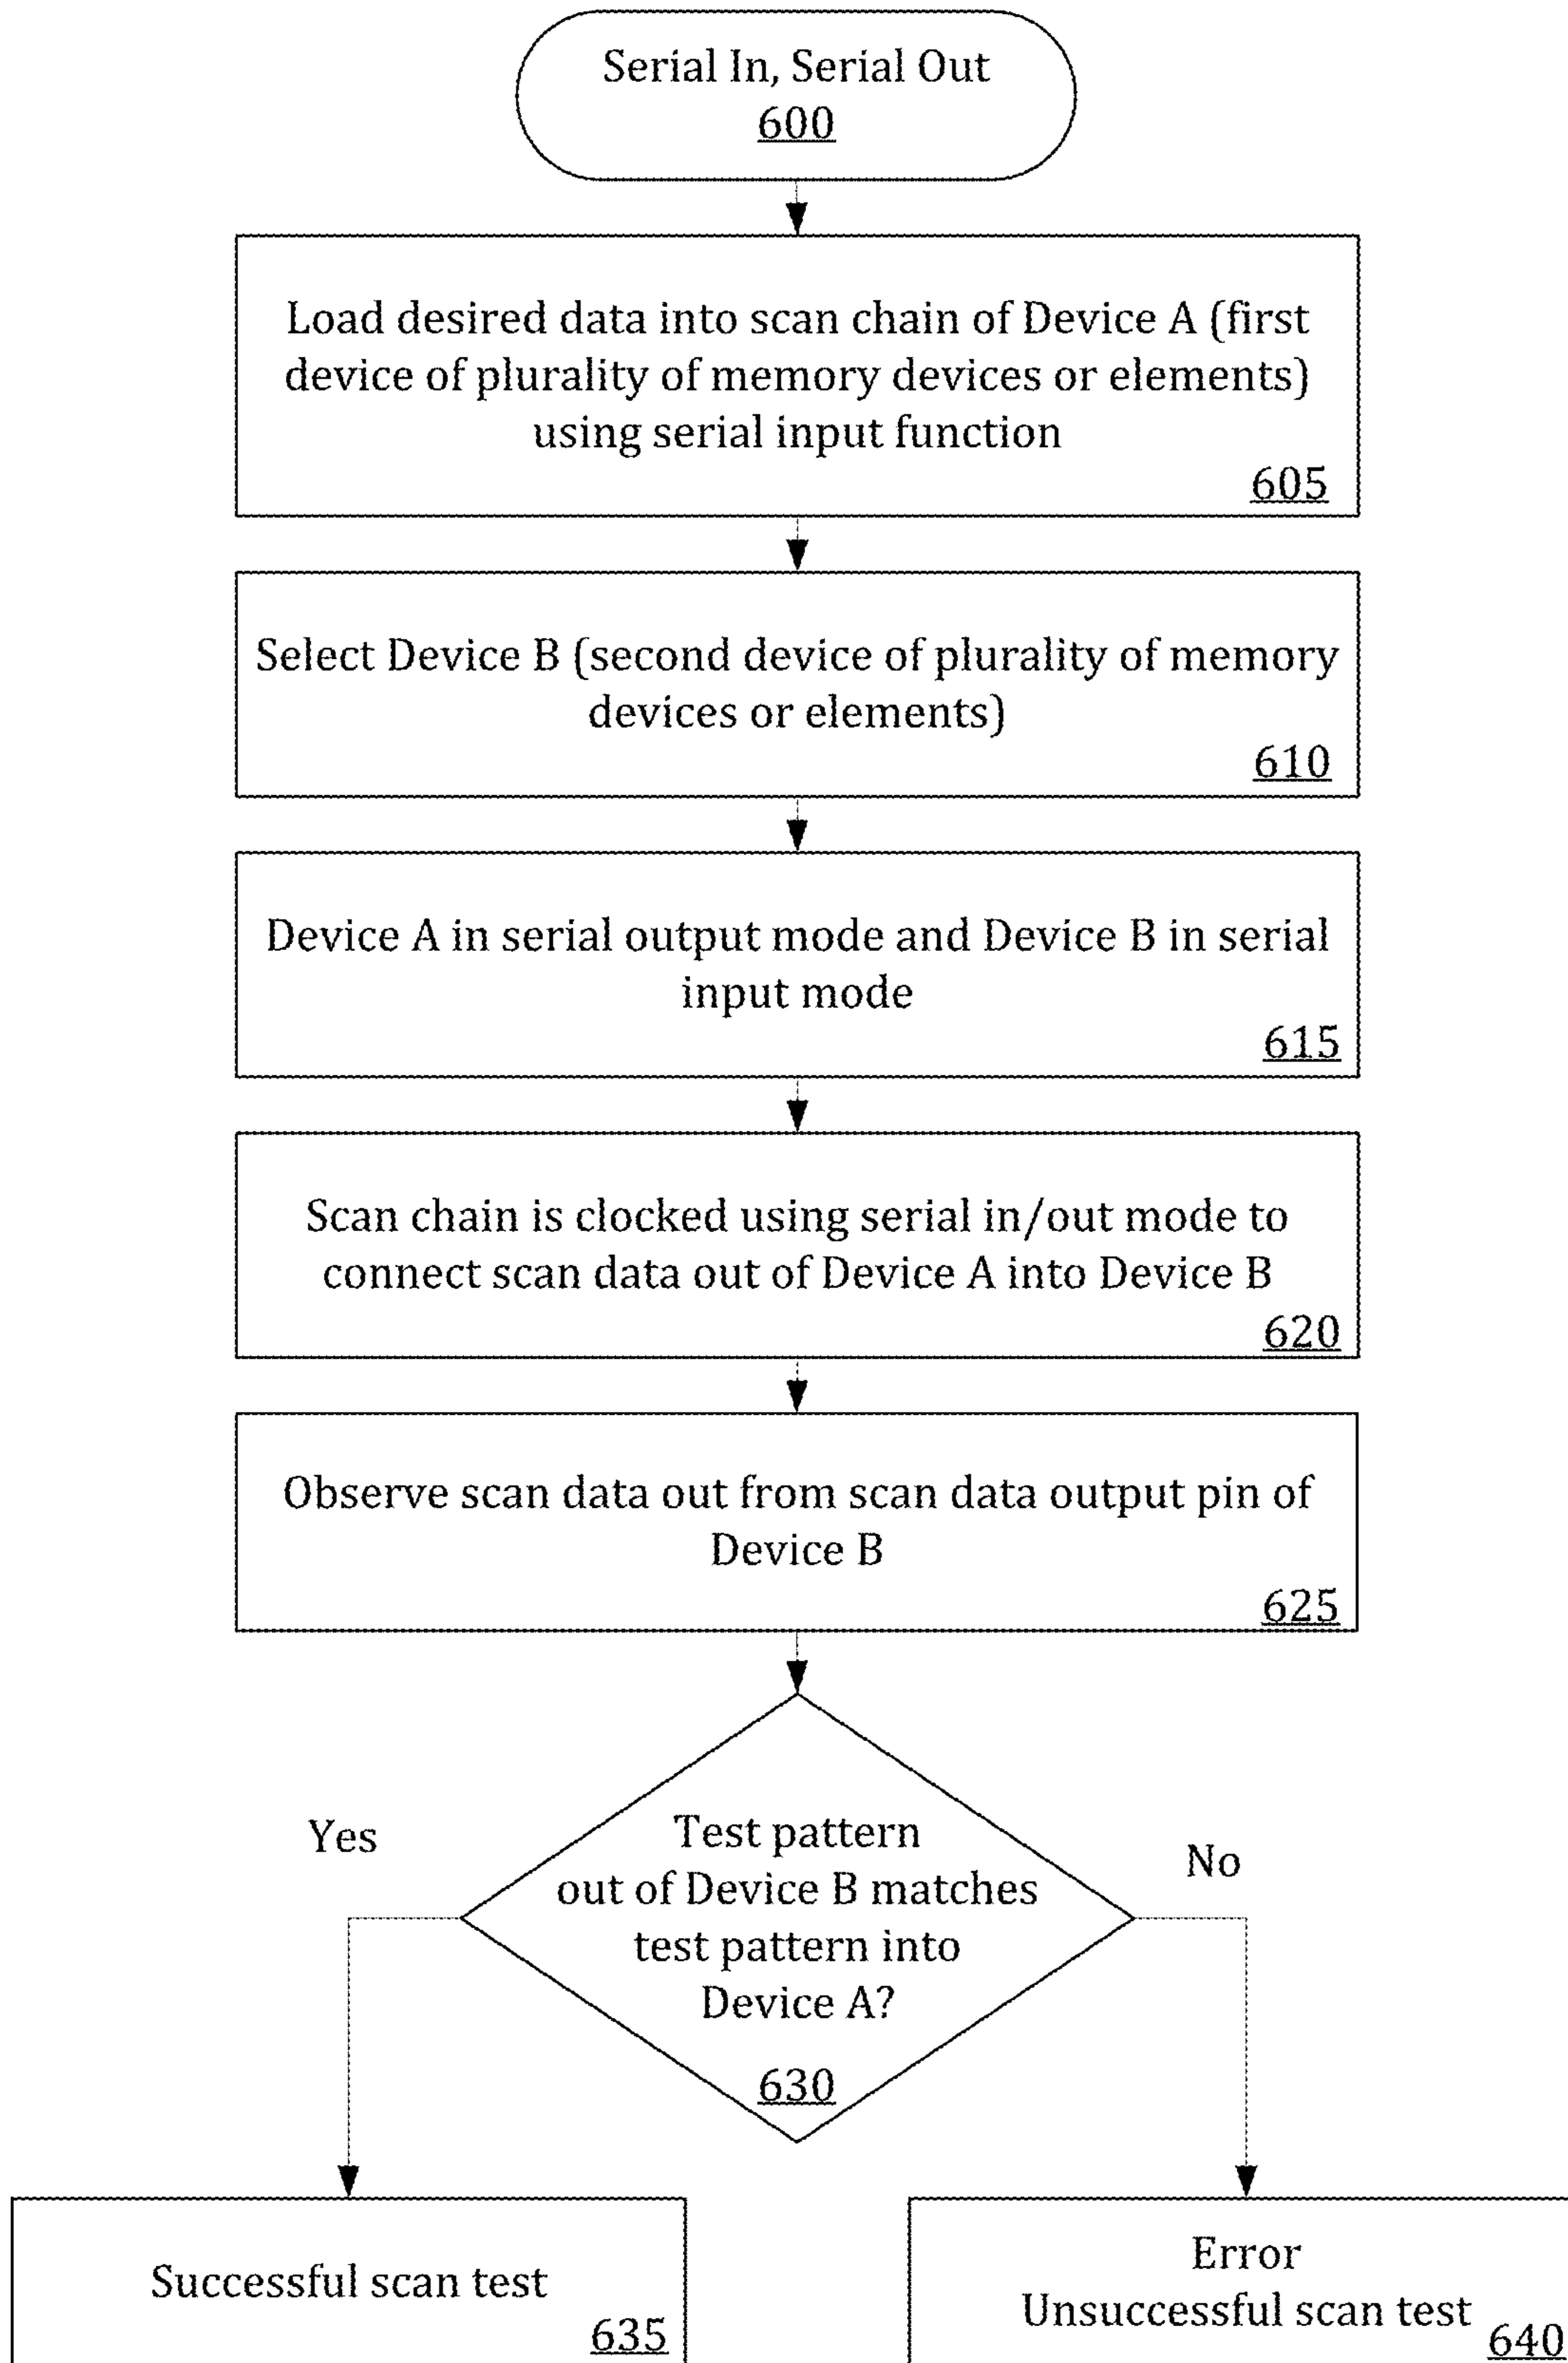 Serial In, Serial Out
600
Load desired data into scan chain of Device A (first
device of plurality of memory devices or elements)
using serial input function
605
Select Device B (second device of plurality of memory
devices or elements)
610
Device A in serial output mode and Device B in serial
input mode
615
Scan chain is clocked using serial in/out mode to
connect scan data out of Device A into Device B
620
Observe scan data out from scan data output pin of
Device B
625
Yes
No
Test pattern
out of Device B matches
test pattern into
Device A?
630
Successful scan test
635
Error
Unsuccessful scan test
640